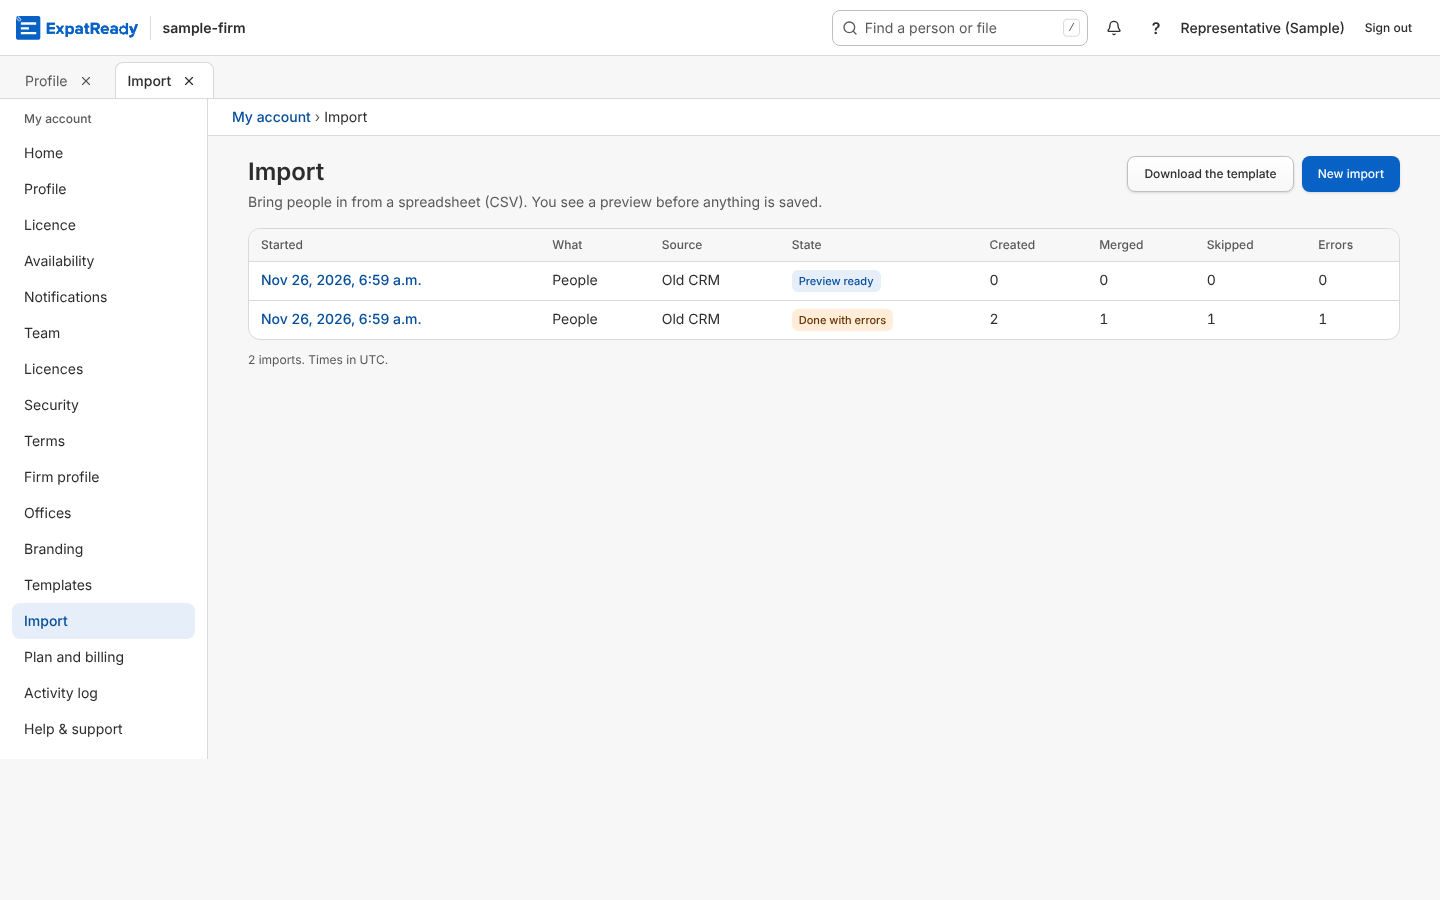 ExpatReady
sample-firm
Find a person or file
/
?
Representative (Sample)
Sign out
Profile ✕
Import ✕
My account
Home
Profile
Licence
Availability
Notifications
Team
Licences
Security
Terms
Firm profile
Offices
Branding
Templates
Import
Plan and billing
Activity log
Help & support
My account › Import
Import
Bring people in from a spreadsheet (CSV). You see a preview before anything is saved.
Download the template
New import
Started What Source State Created Merged Skipped Errors
Nov 26, 2026, 6:59 a.m. People Old CRM Preview ready 0 0 0 0
Nov 26, 2026, 6:59 a.m. People Old CRM Done with errors 2 1 1 1
2 imports. Times in UTC.